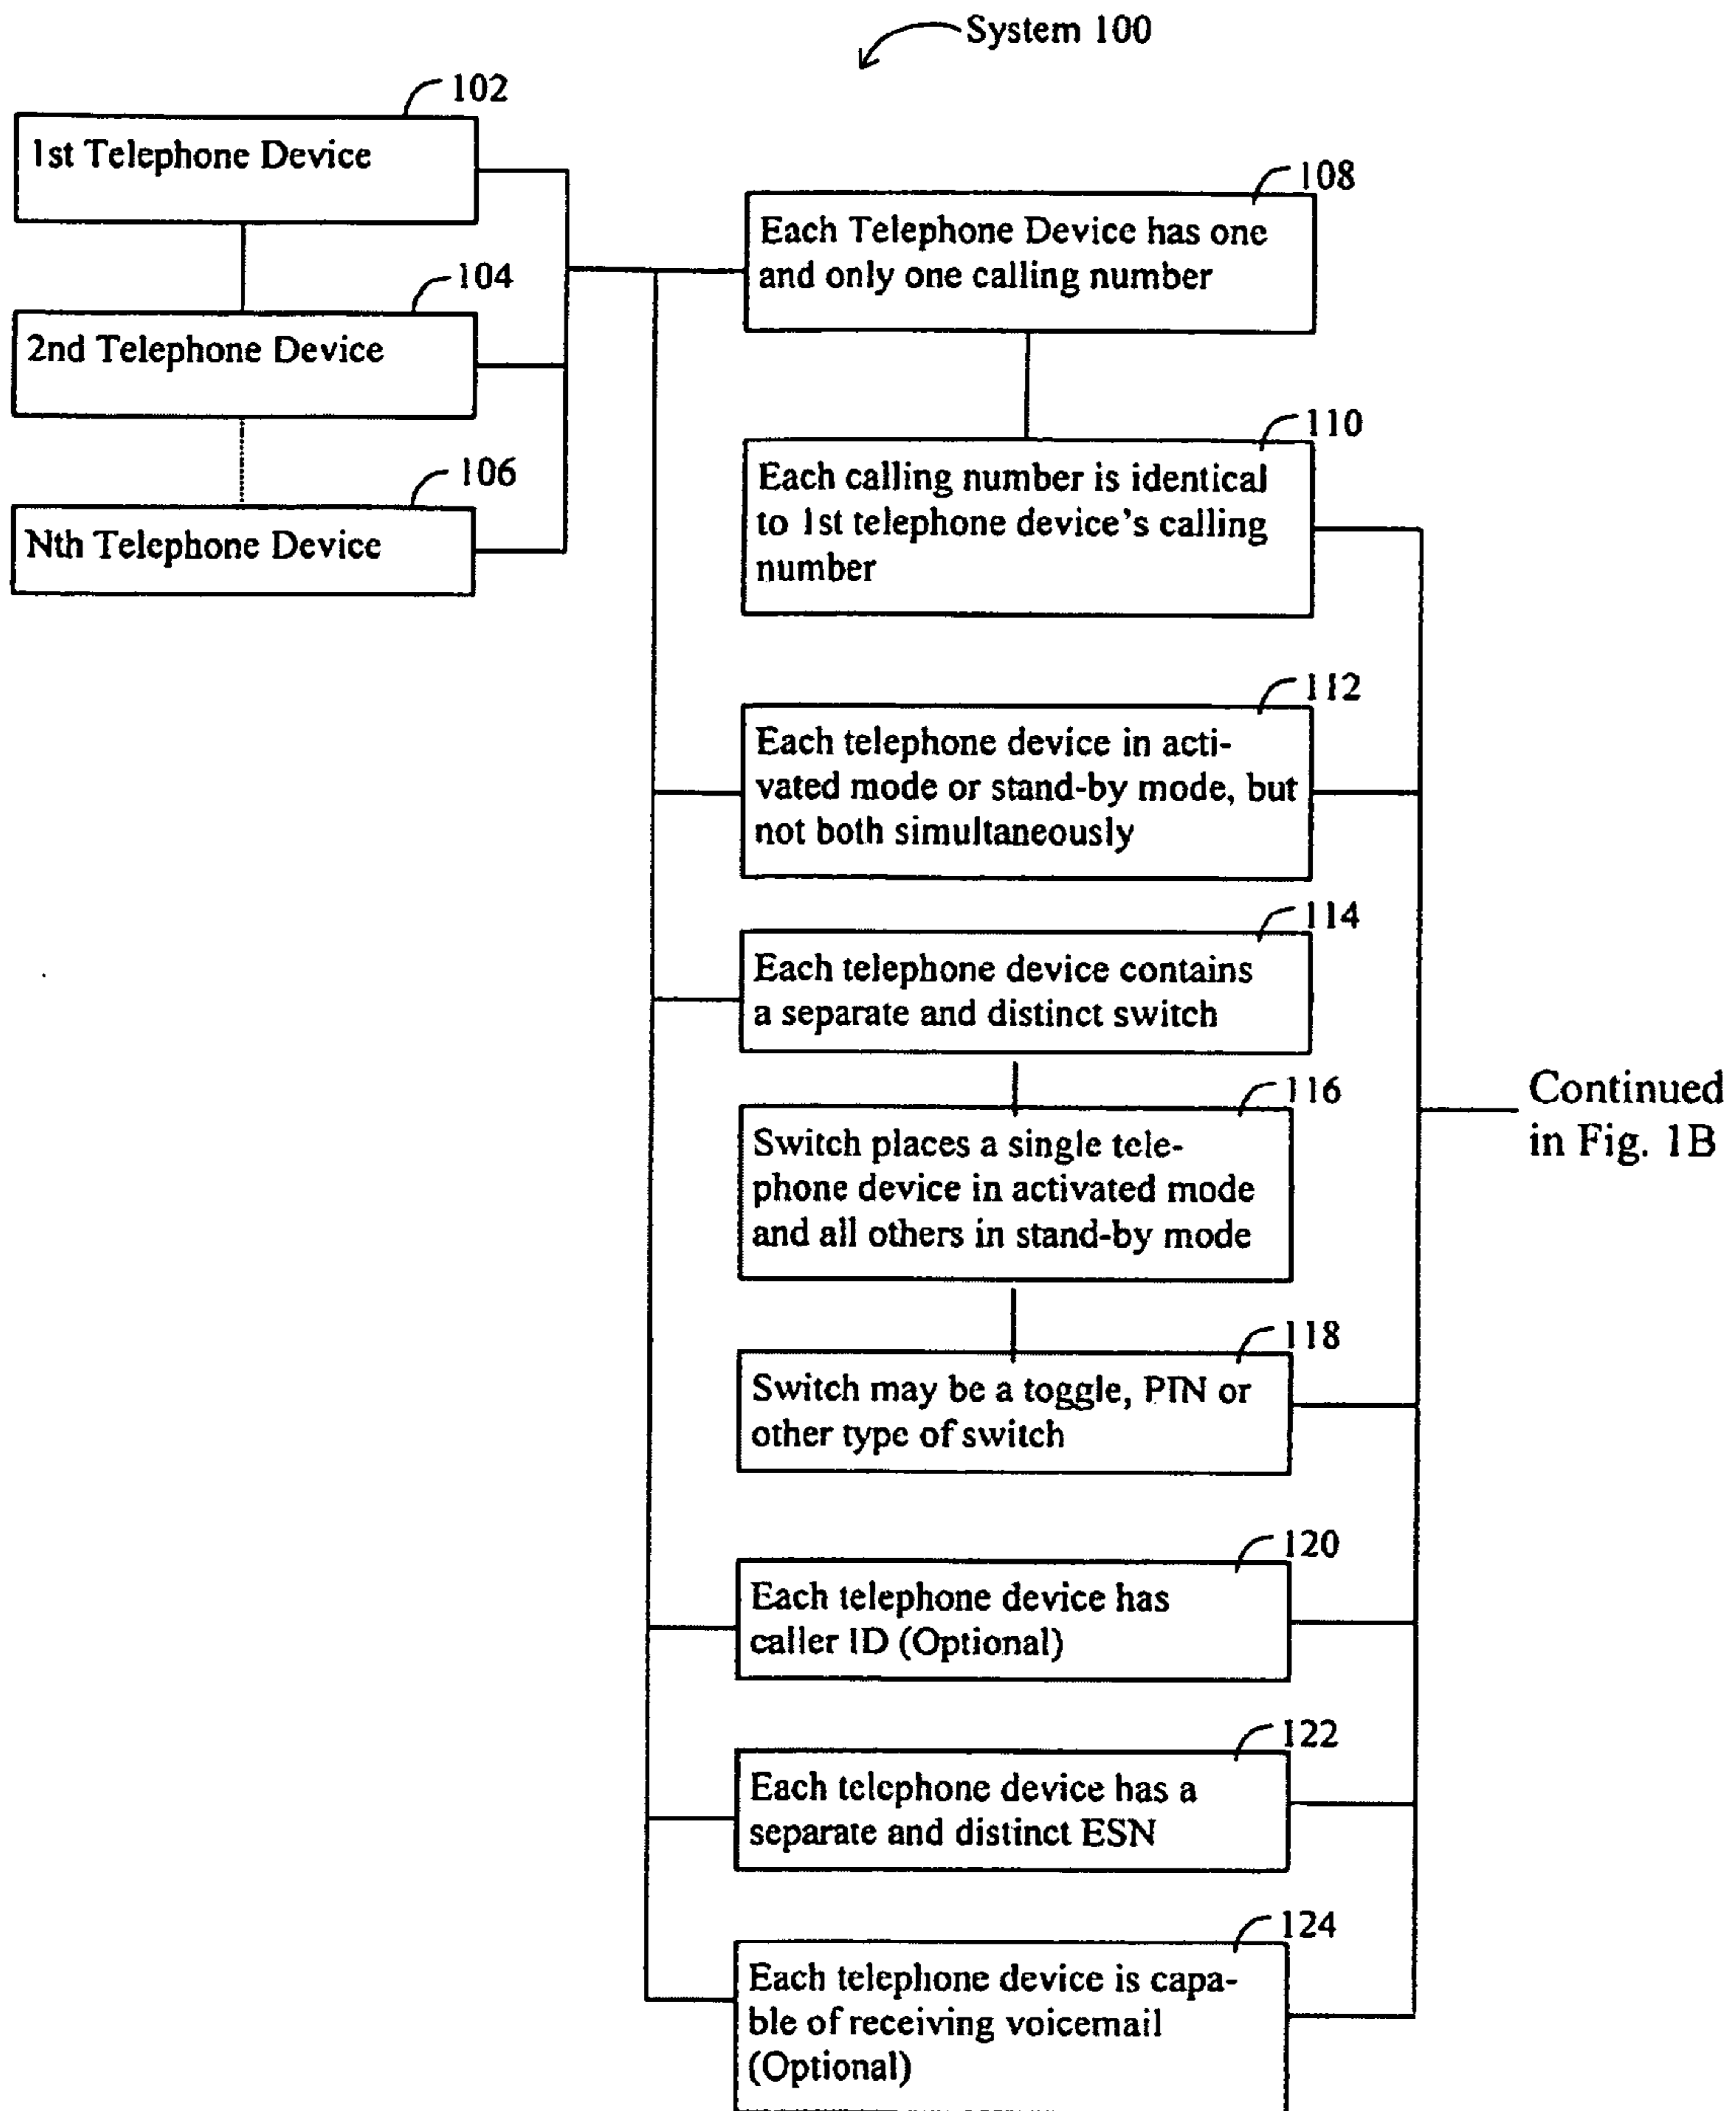 System 100
102
1st Telephone Device
104
2nd Telephone Device
106
Nth Telephone Device
108
Each Telephone Device has one
and only one calling number
110
Each calling number is identical
to 1st telephone device's calling
number
112
Each telephone device in acti-
vated mode or stand-by mode, but
not both simultaneously
114
Each telephone device contains
a separate and distinct switch
116
Switch places a single tele-
phone device in activated mode
and all others in stand-by mode
Continued
in Fig. 1B
118
Switch may be a toggle, PIN or
other type of switch
120
Each telephone device has
caller ID (Optional)
122
Each telephone device has a
separate and distinct ESN
124
Each telephone device is capa-
ble of receiving voicemail
(Optional)